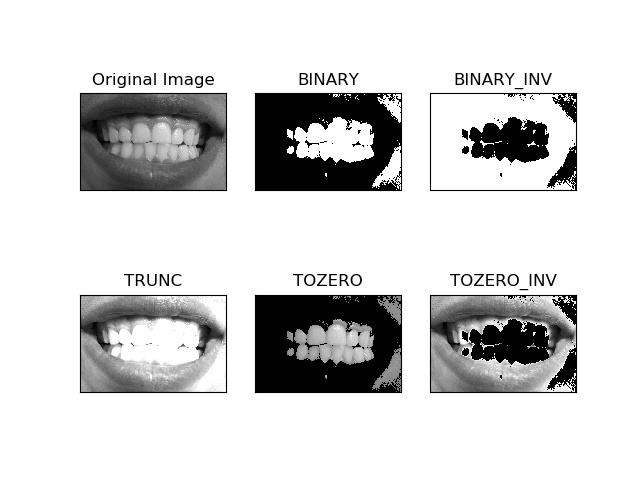 Original Image
BINARY
BINARY_INV
TRUNC
TOZERO
TOZERO_INV